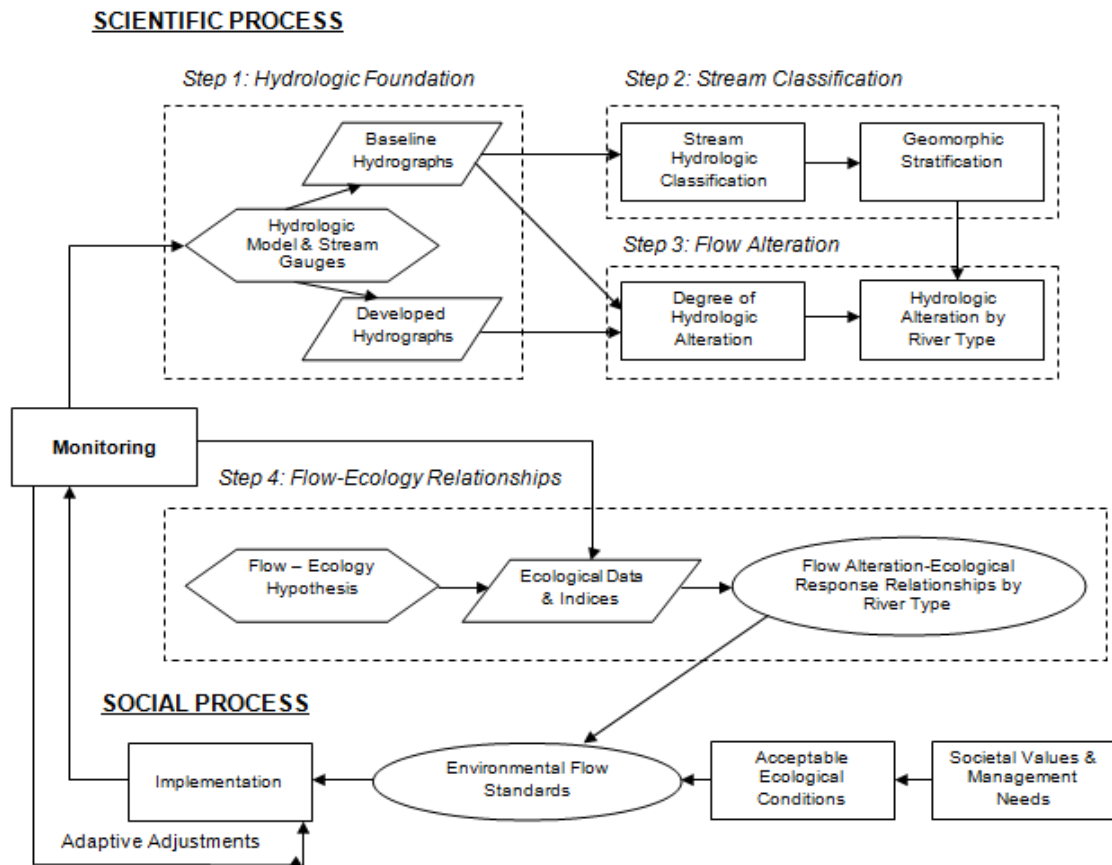 SCIENTIFIC PROCESS
Step 1: Hydrologic Foundation
Step 2: Stream Classification
Baseline
Hydrographs
Stream
Hydrologic
Classification
Geomorphic
Stratification
Hydrologic
Model & Stream
Gauges
Step 3: Flow Alteration
Developed
Hydrographs
Degree of
Hydrologic
Alteration
Hydrologic
Alteration by
River Type
Monitoring
Step 4: Flow-Ecology Relationships
Flow – Ecology
Hypothesis
Ecological Data
& Indices
Flow Alteration-Ecological
Response Relationships by
River Type
SOCIAL PROCESS
Implementation
Environmental Flow
Standards
Acceptable
Ecological
Conditions
Societal Values &
Management
Needs
Adaptive Adjustments